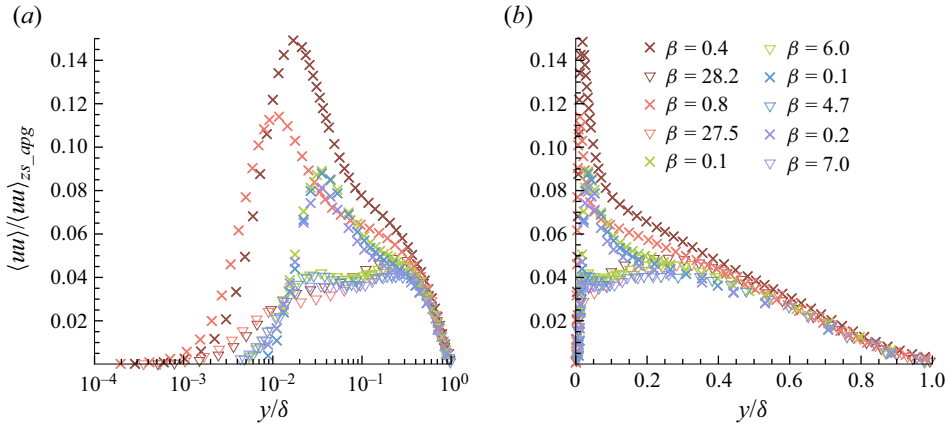 (a)
(b)
0.14
0.12
0.10
0.08
0.06
0.04
0.02
⟨uu⟩/⟨uu⟩zs_apg
10⁻⁴
10⁻³
10⁻²
10⁻¹
10⁰
y/δ
0.14
0.12
0.10
0.08
0.06
0.04
0.02
0
0.2
0.4
0.6
0.8
1.0
y/δ
β = 0.4
β = 28.2
β = 0.8
β = 27.5
β = 0.1
β = 6.0
β = 0.1
β = 4.7
β = 0.2
β = 7.0